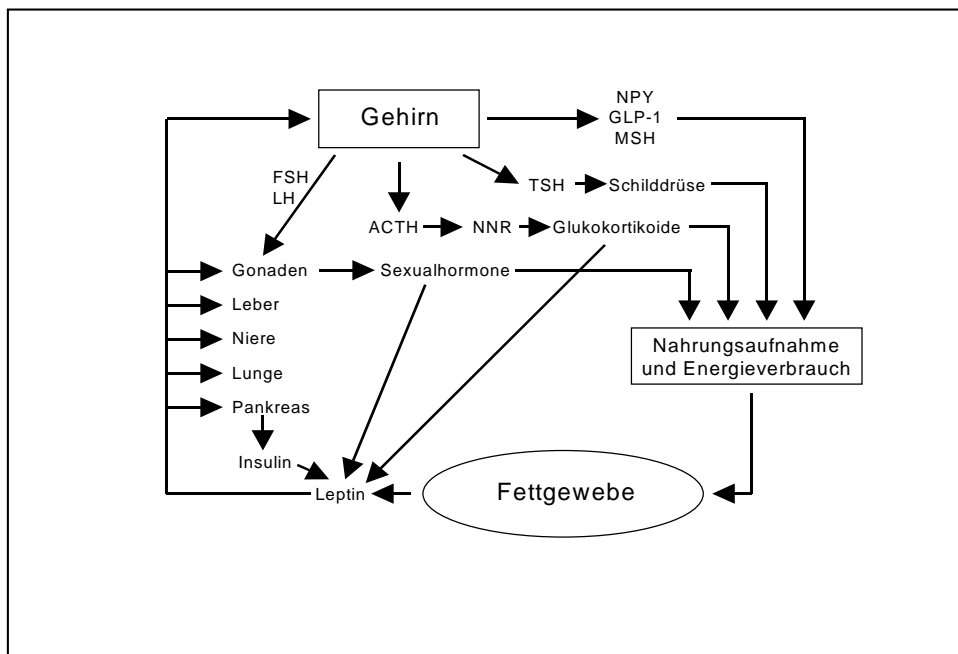 Gehirn
NPY
GLP-1
MSH
FSH
LH
TSH
Schilddrüse
ACTH
NNR
Glukokortikoide
Gonaden
Sexualhormone
Leber
Niere
Lunge
Pankreas
Nahrungsaufnahme
und Energieverbrauch
Insulin
Leptin
Fettgewebe